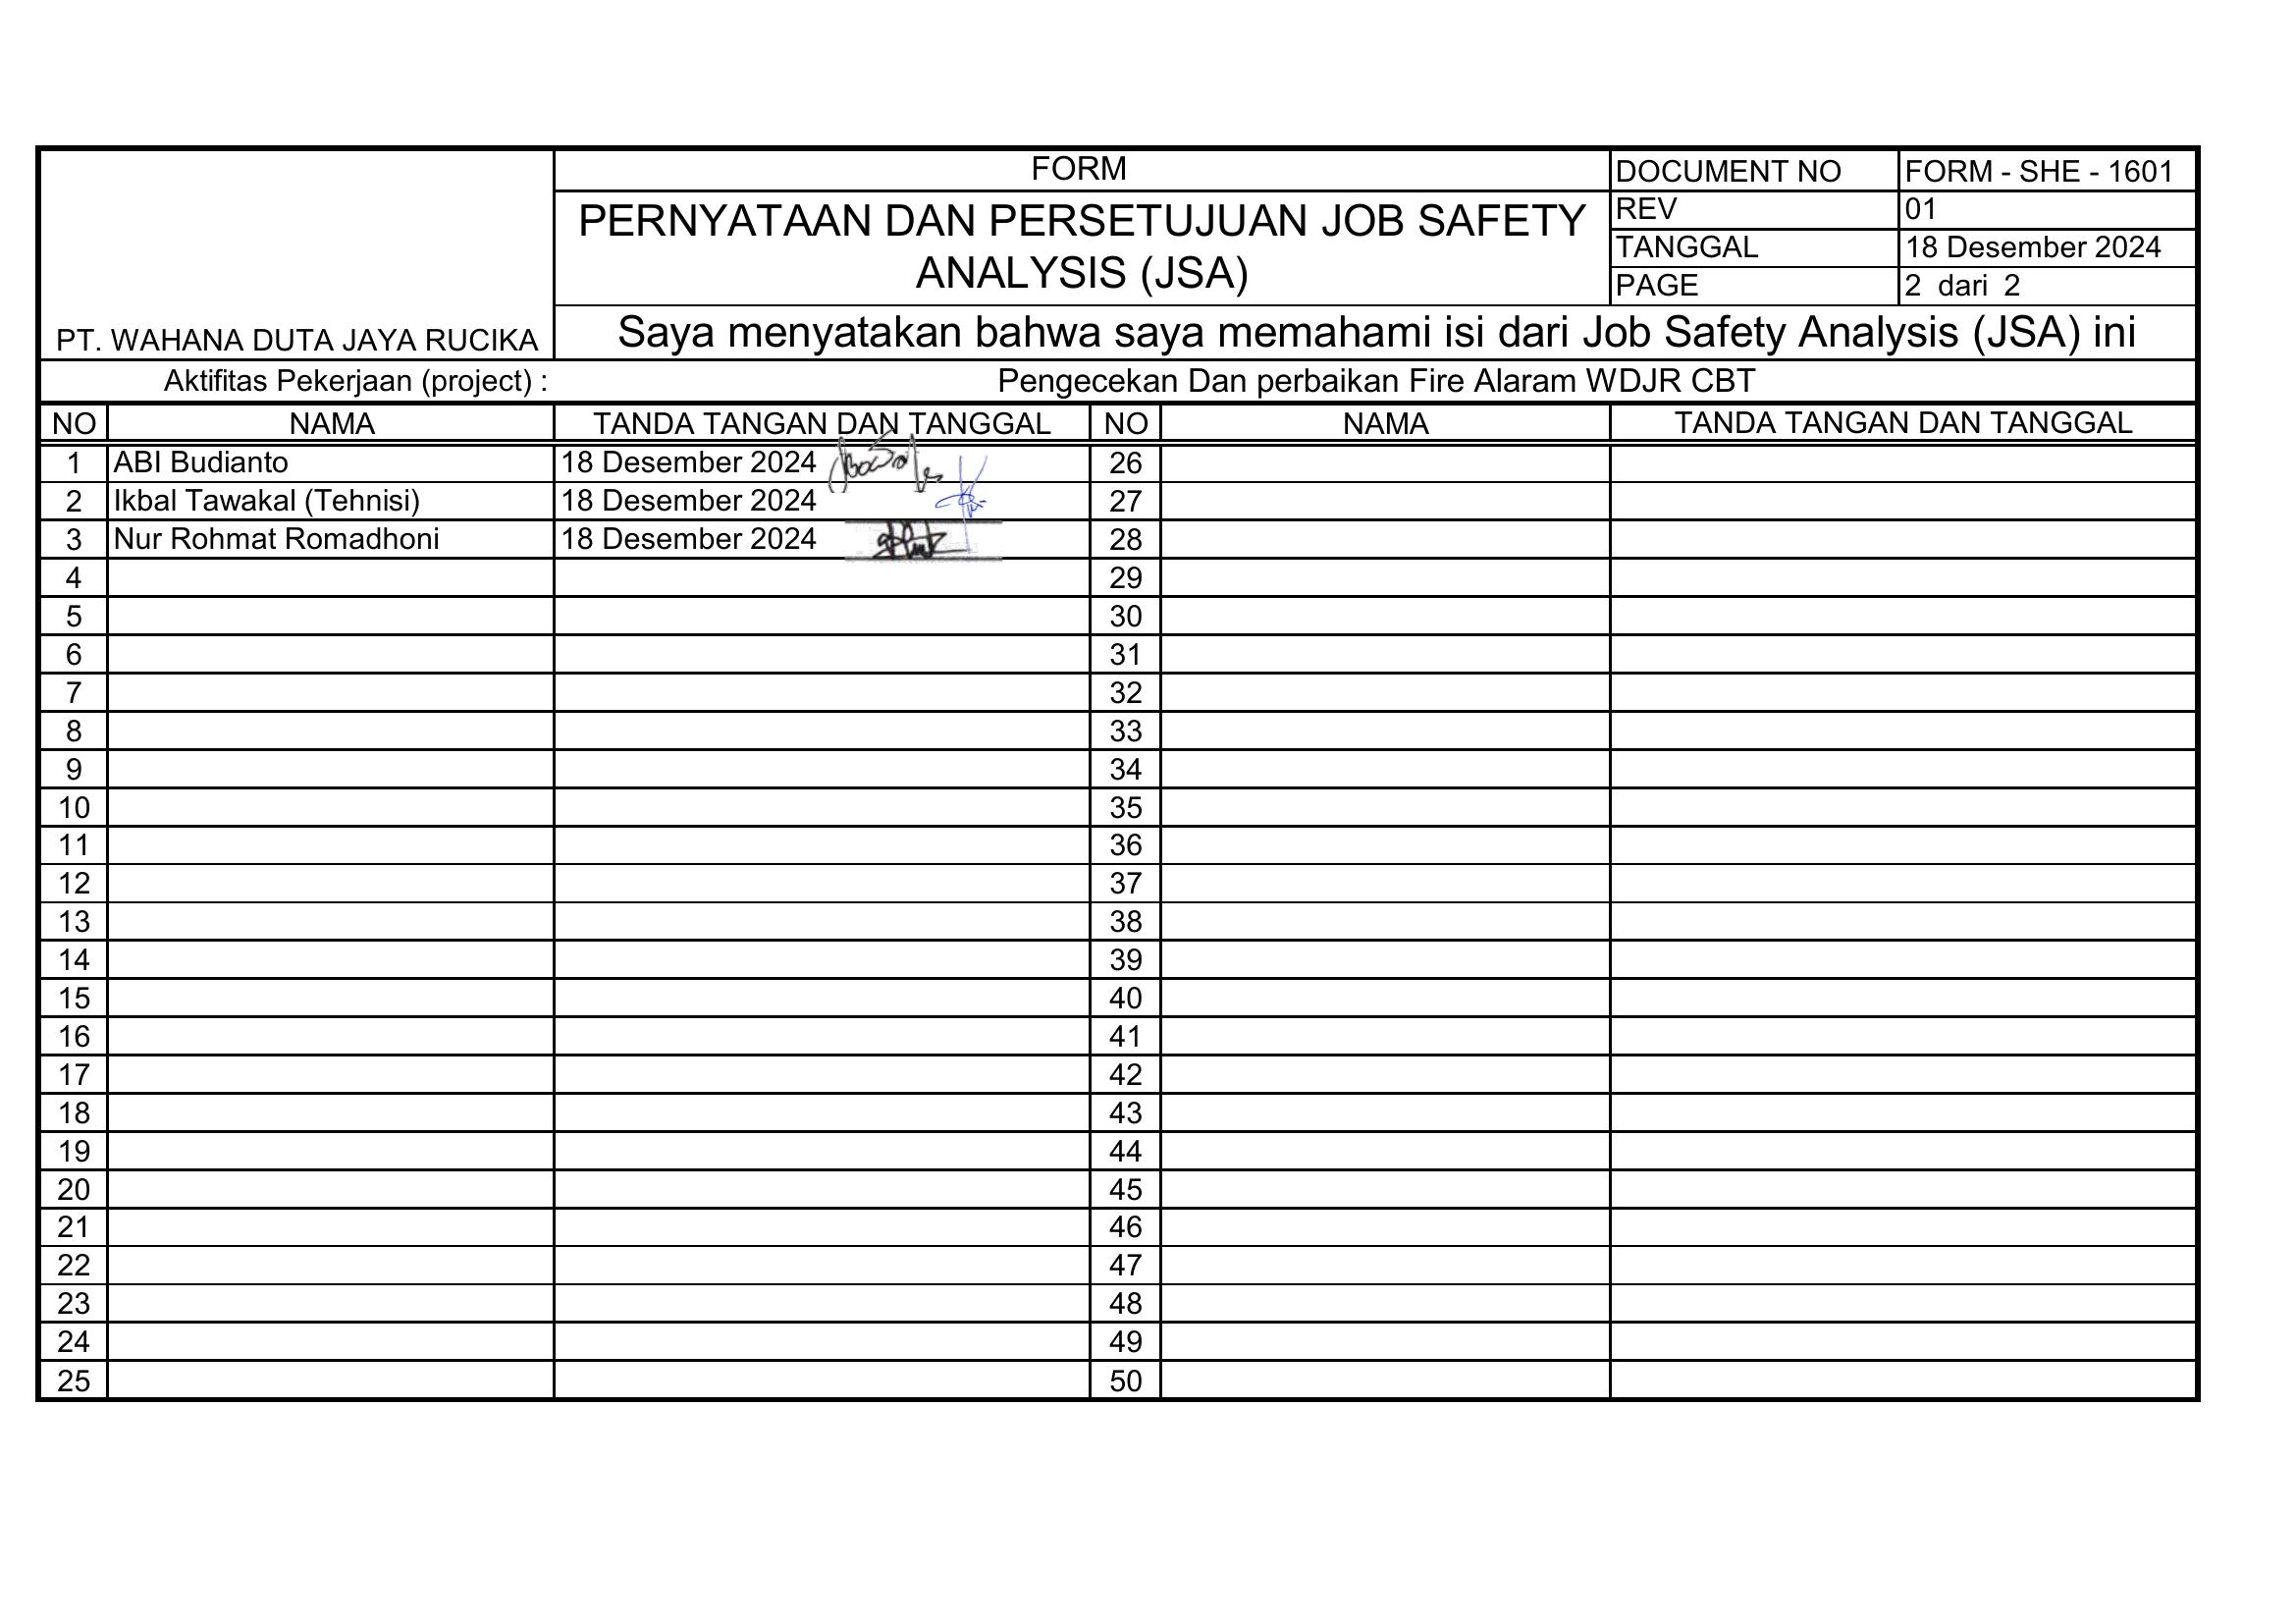 FORM
PERNYATAAN DAN PERSETUJUAN JOB SAFETY
ANALYSIS (JSA)
DOCUMENT NO FORM - SHE - 1601
REV 01
TANGGAL 18 Desember 2024
PAGE 2 dari 2
PT. WAHANA DUTA JAYA RUCIKA
Saya menyatakan bahwa saya memahami isi dari Job Safety Analysis (JSA) ini
Aktifitas Pekerjaan (project) : Pengecekan Dan perbaikan Fire Alaram WDJR CBT
NO NAMA TANDA TANGAN DAN TANGGAL NO NAMA TANDA TANGAN DAN TANGGAL
1 ABI Budianto 18 Desember 2024 26
2 Ikbal Tawakal (Tehnisi) 18 Desember 2024 27
3 Nur Rohmat Romadhoni 18 Desember 2024 28
4 29
5 30
6 31
7 32
8 33
9 34
10 35
11 36
12 37
13 38
14 39
15 40
16 41
17 42
18 43
19 44
20 45
21 46
22 47
23 48
24 49
25 50